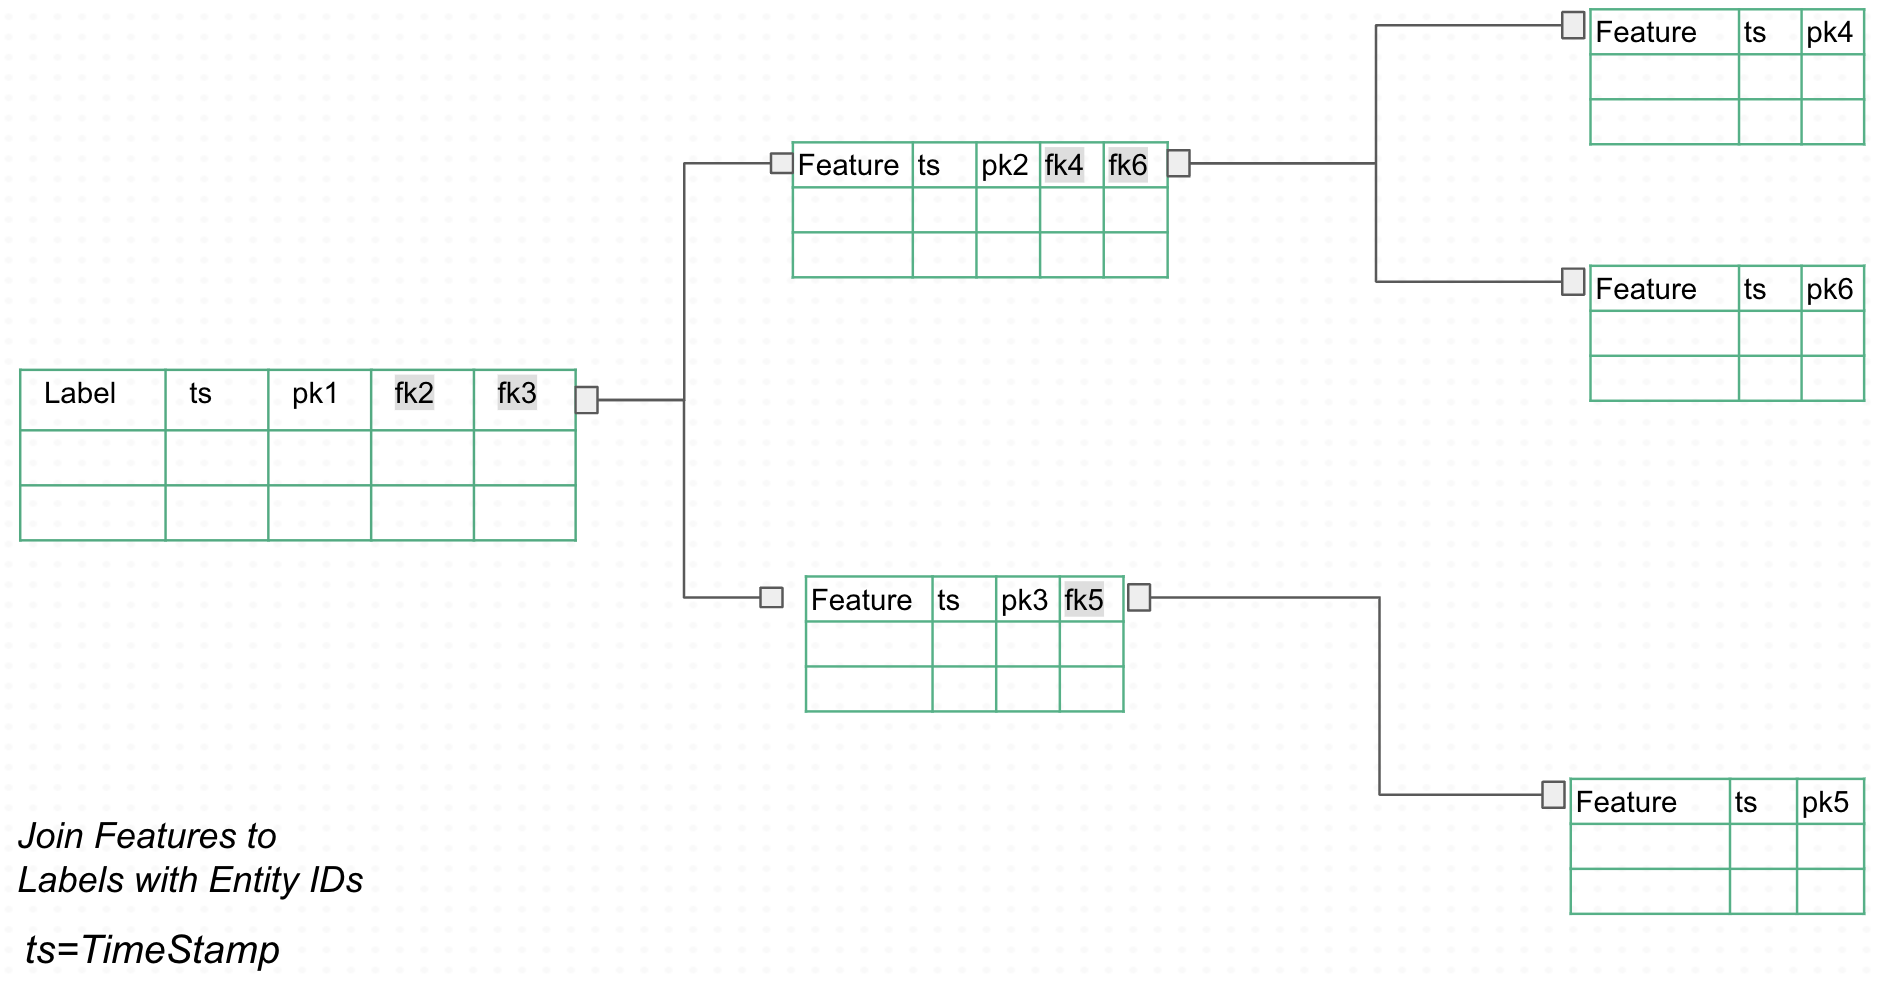 Feature ts pk4
Feature ts pk2 fk4 fk6
Feature ts pk6
Label ts pk1 fk2 fk3
Feature ts pk3 fk5
Feature ts pk5
Join Features to
Labels with Entity IDs
ts=TimeStamp